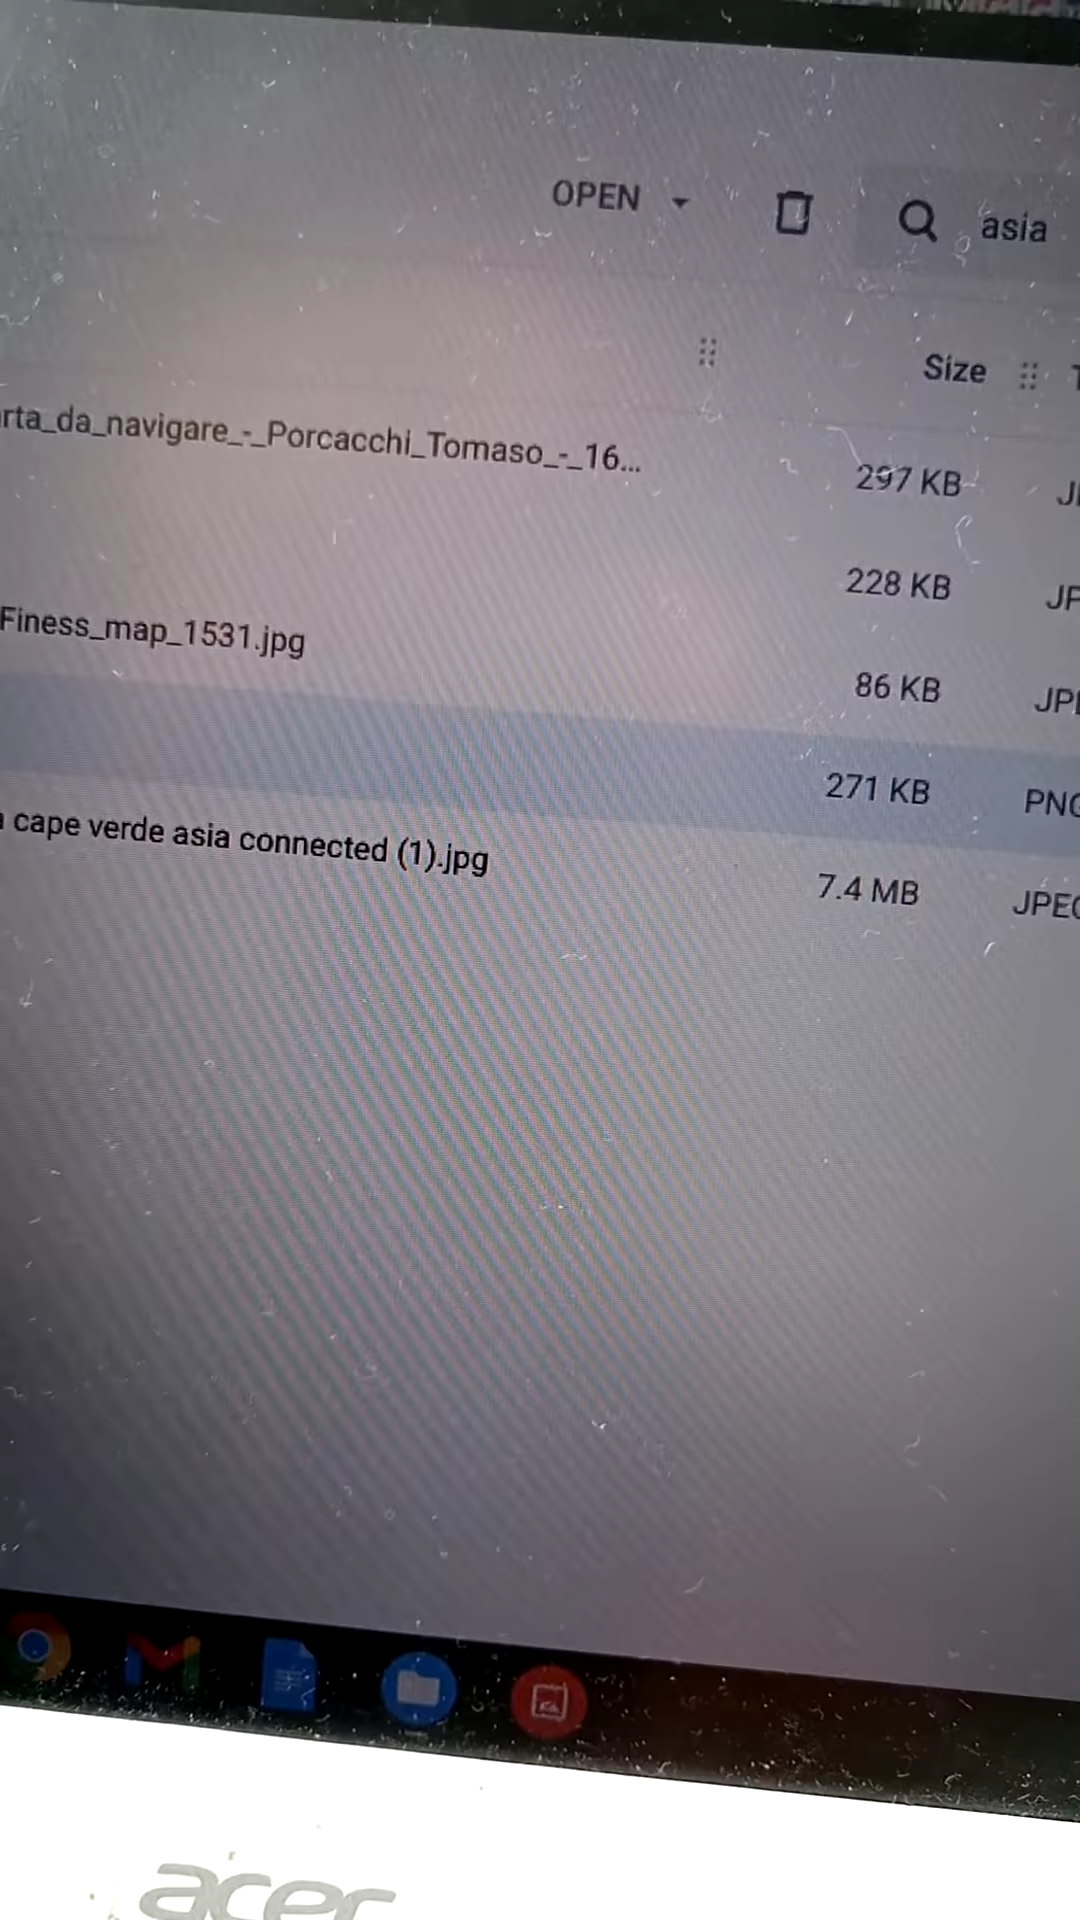 OPEN
asia
Size
rta_da_navigare_-_Porcacchi_Tomaso_-_16...
297 KB
228 KB
Finess_map_1531.jpg
86 KB
271 KB
PNG
cape verde asia connected (1).jpg
7.4 MB
JPEG
acer